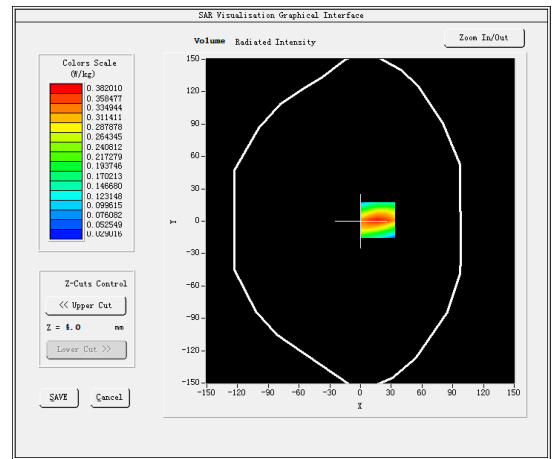 SAR Visualisation Graphical Interface
Volume Radiated Intensity
Zoom In/Out
Colors Scale
(W/kg)
0.382010
0.358477
0.334944
0.311411
0.287878
0.264345
0.240812
0.217279
0.193746
0.170213
0.146680
0.123148
0.099615
0.076082
0.052549
0.029016
Z-Cuts Control
<< Upper Cut
Z = mm
Lower Cut >>
SAVE Cancel
150
120
90
60
30
0
-30
-60
-90
-120
-150
Y
-150 -120 -90 -60 -30 0 30 60 90 120 150
X